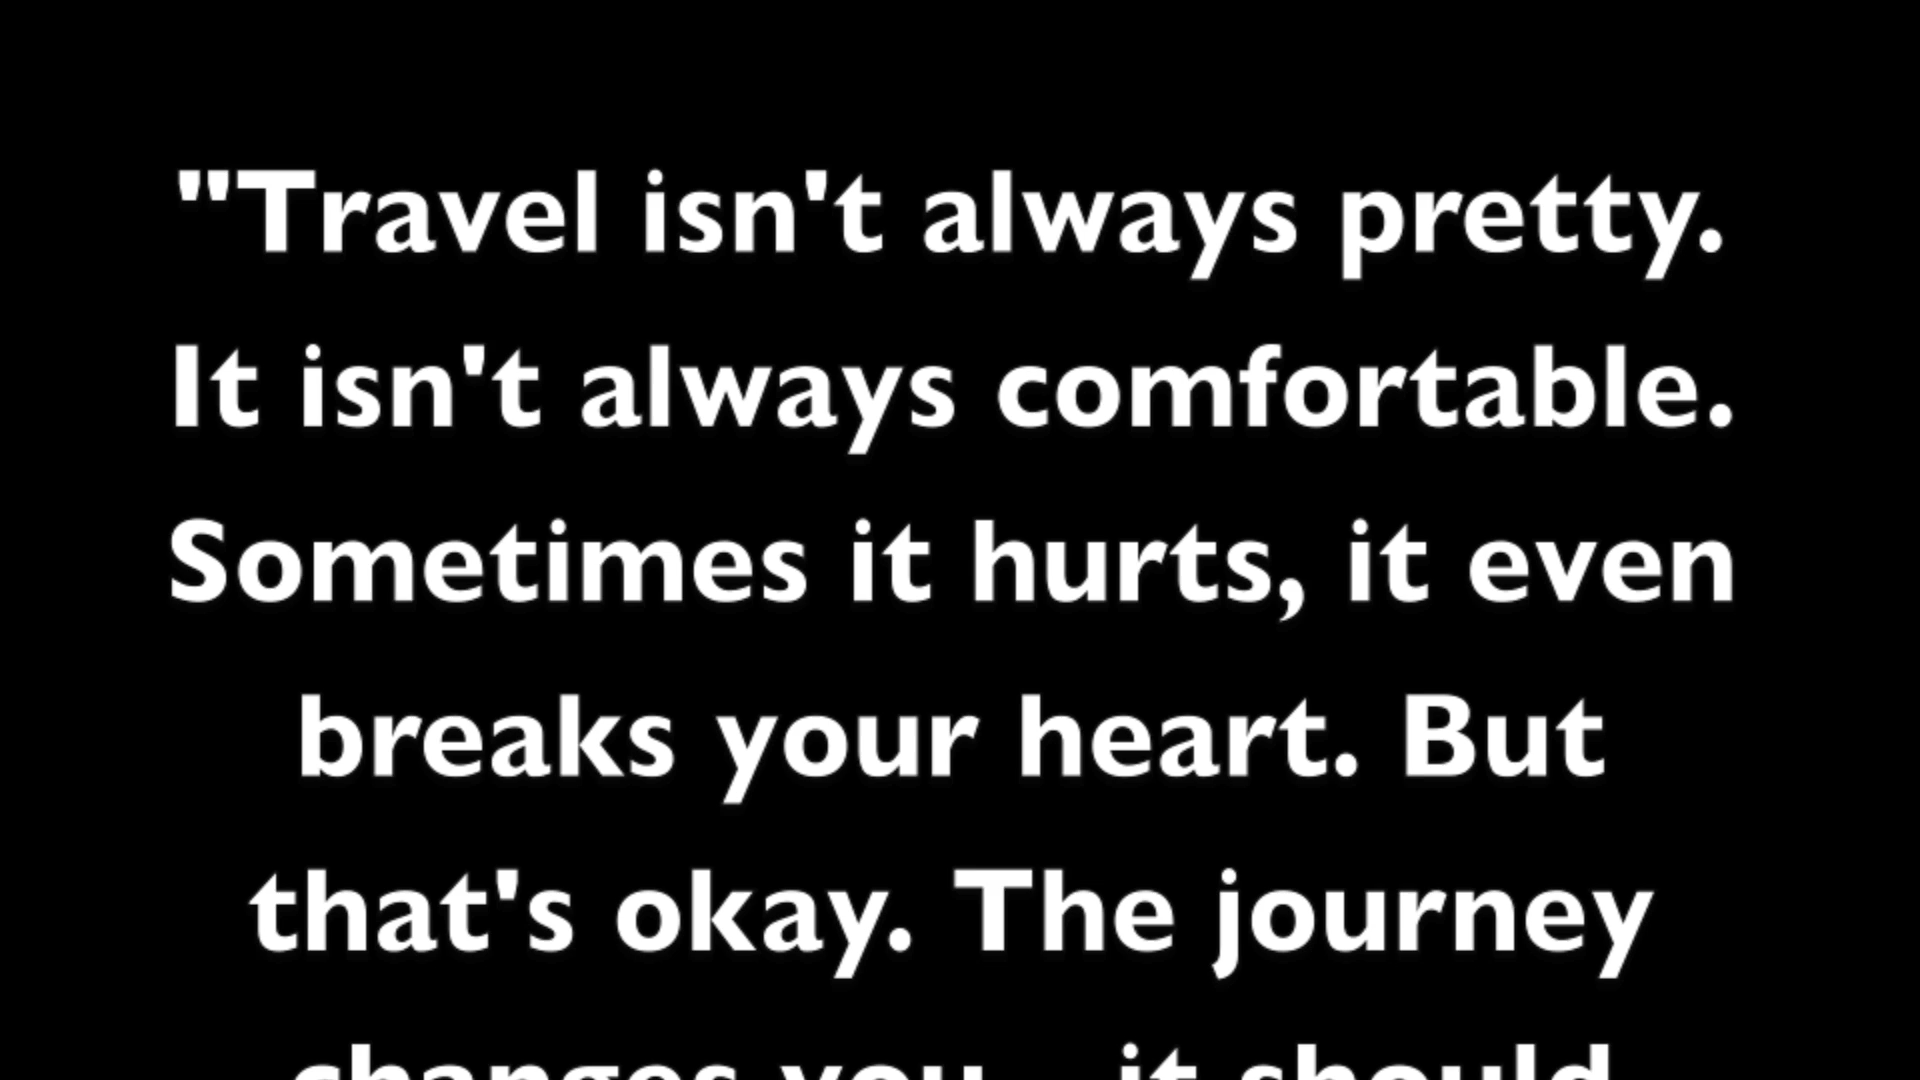 "Travel isn't always pretty.
It isn't always comfortable.
Sometimes it hurts, it even
breaks your heart. But
that's okay. The journey
changes you - it should